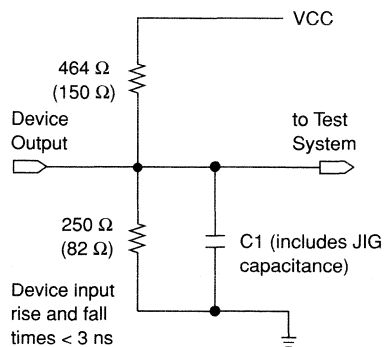 VCC
464 Ω
(150 Ω)
Device
Output
to Test
System
250 Ω
(82 Ω)
C1 (includes JIG
capacitance)
Device input
rise and fall
times < 3 ns